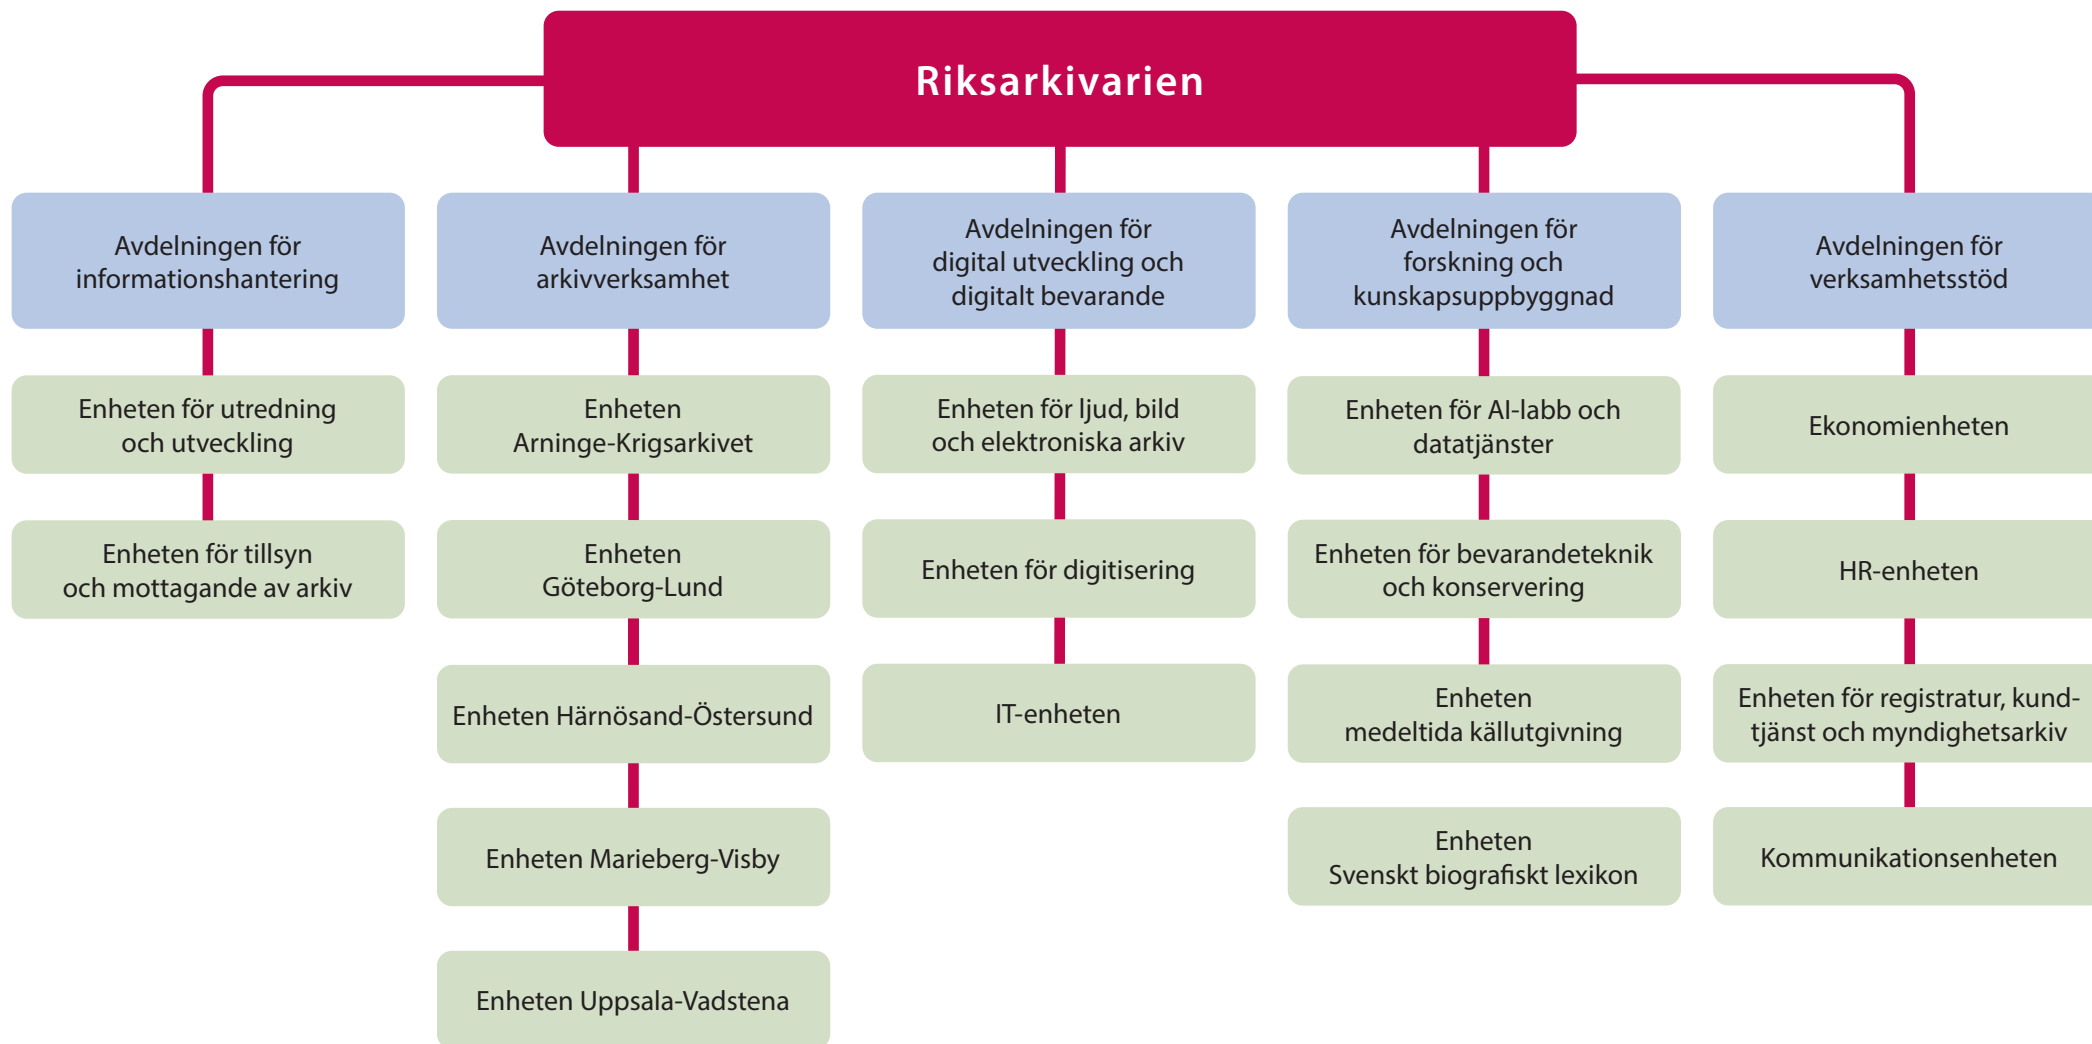 Riksarkivarien
Avdelningen för
informationshantering
Enheten för utredning
och utveckling
Enheten för tillsyn
och mottagande av arkiv
Avdelningen för
arkivverksamhet
Enheten
Arninge-Krigsarkivet
Enheten
Göteborg-Lund
Enheten Härnösand-Östersund
Enheten Marieberg-Visby
Enheten Uppsala-Vadstena
Avdelningen för
digital utveckling och
digitalt bevarande
Enheten för ljud, bild
och elektroniska arkiv
Enheten för digitisering
IT-enheten
Avdelningen för
forskning och
kunskapsuppbyggnad
Enheten för AI-labb och
datatjänster
Enheten för bevarandeteknik
och konservering
Enheten
medeltida källutgivning
Enheten
Svenskt biografiskt lexikon
Avdelningen för
verksamhetsstöd
Ekonomienheten
HR-enheten
Enheten för registratur, kund-
tjänst och myndighetsarkiv
Kommunikationsenheten